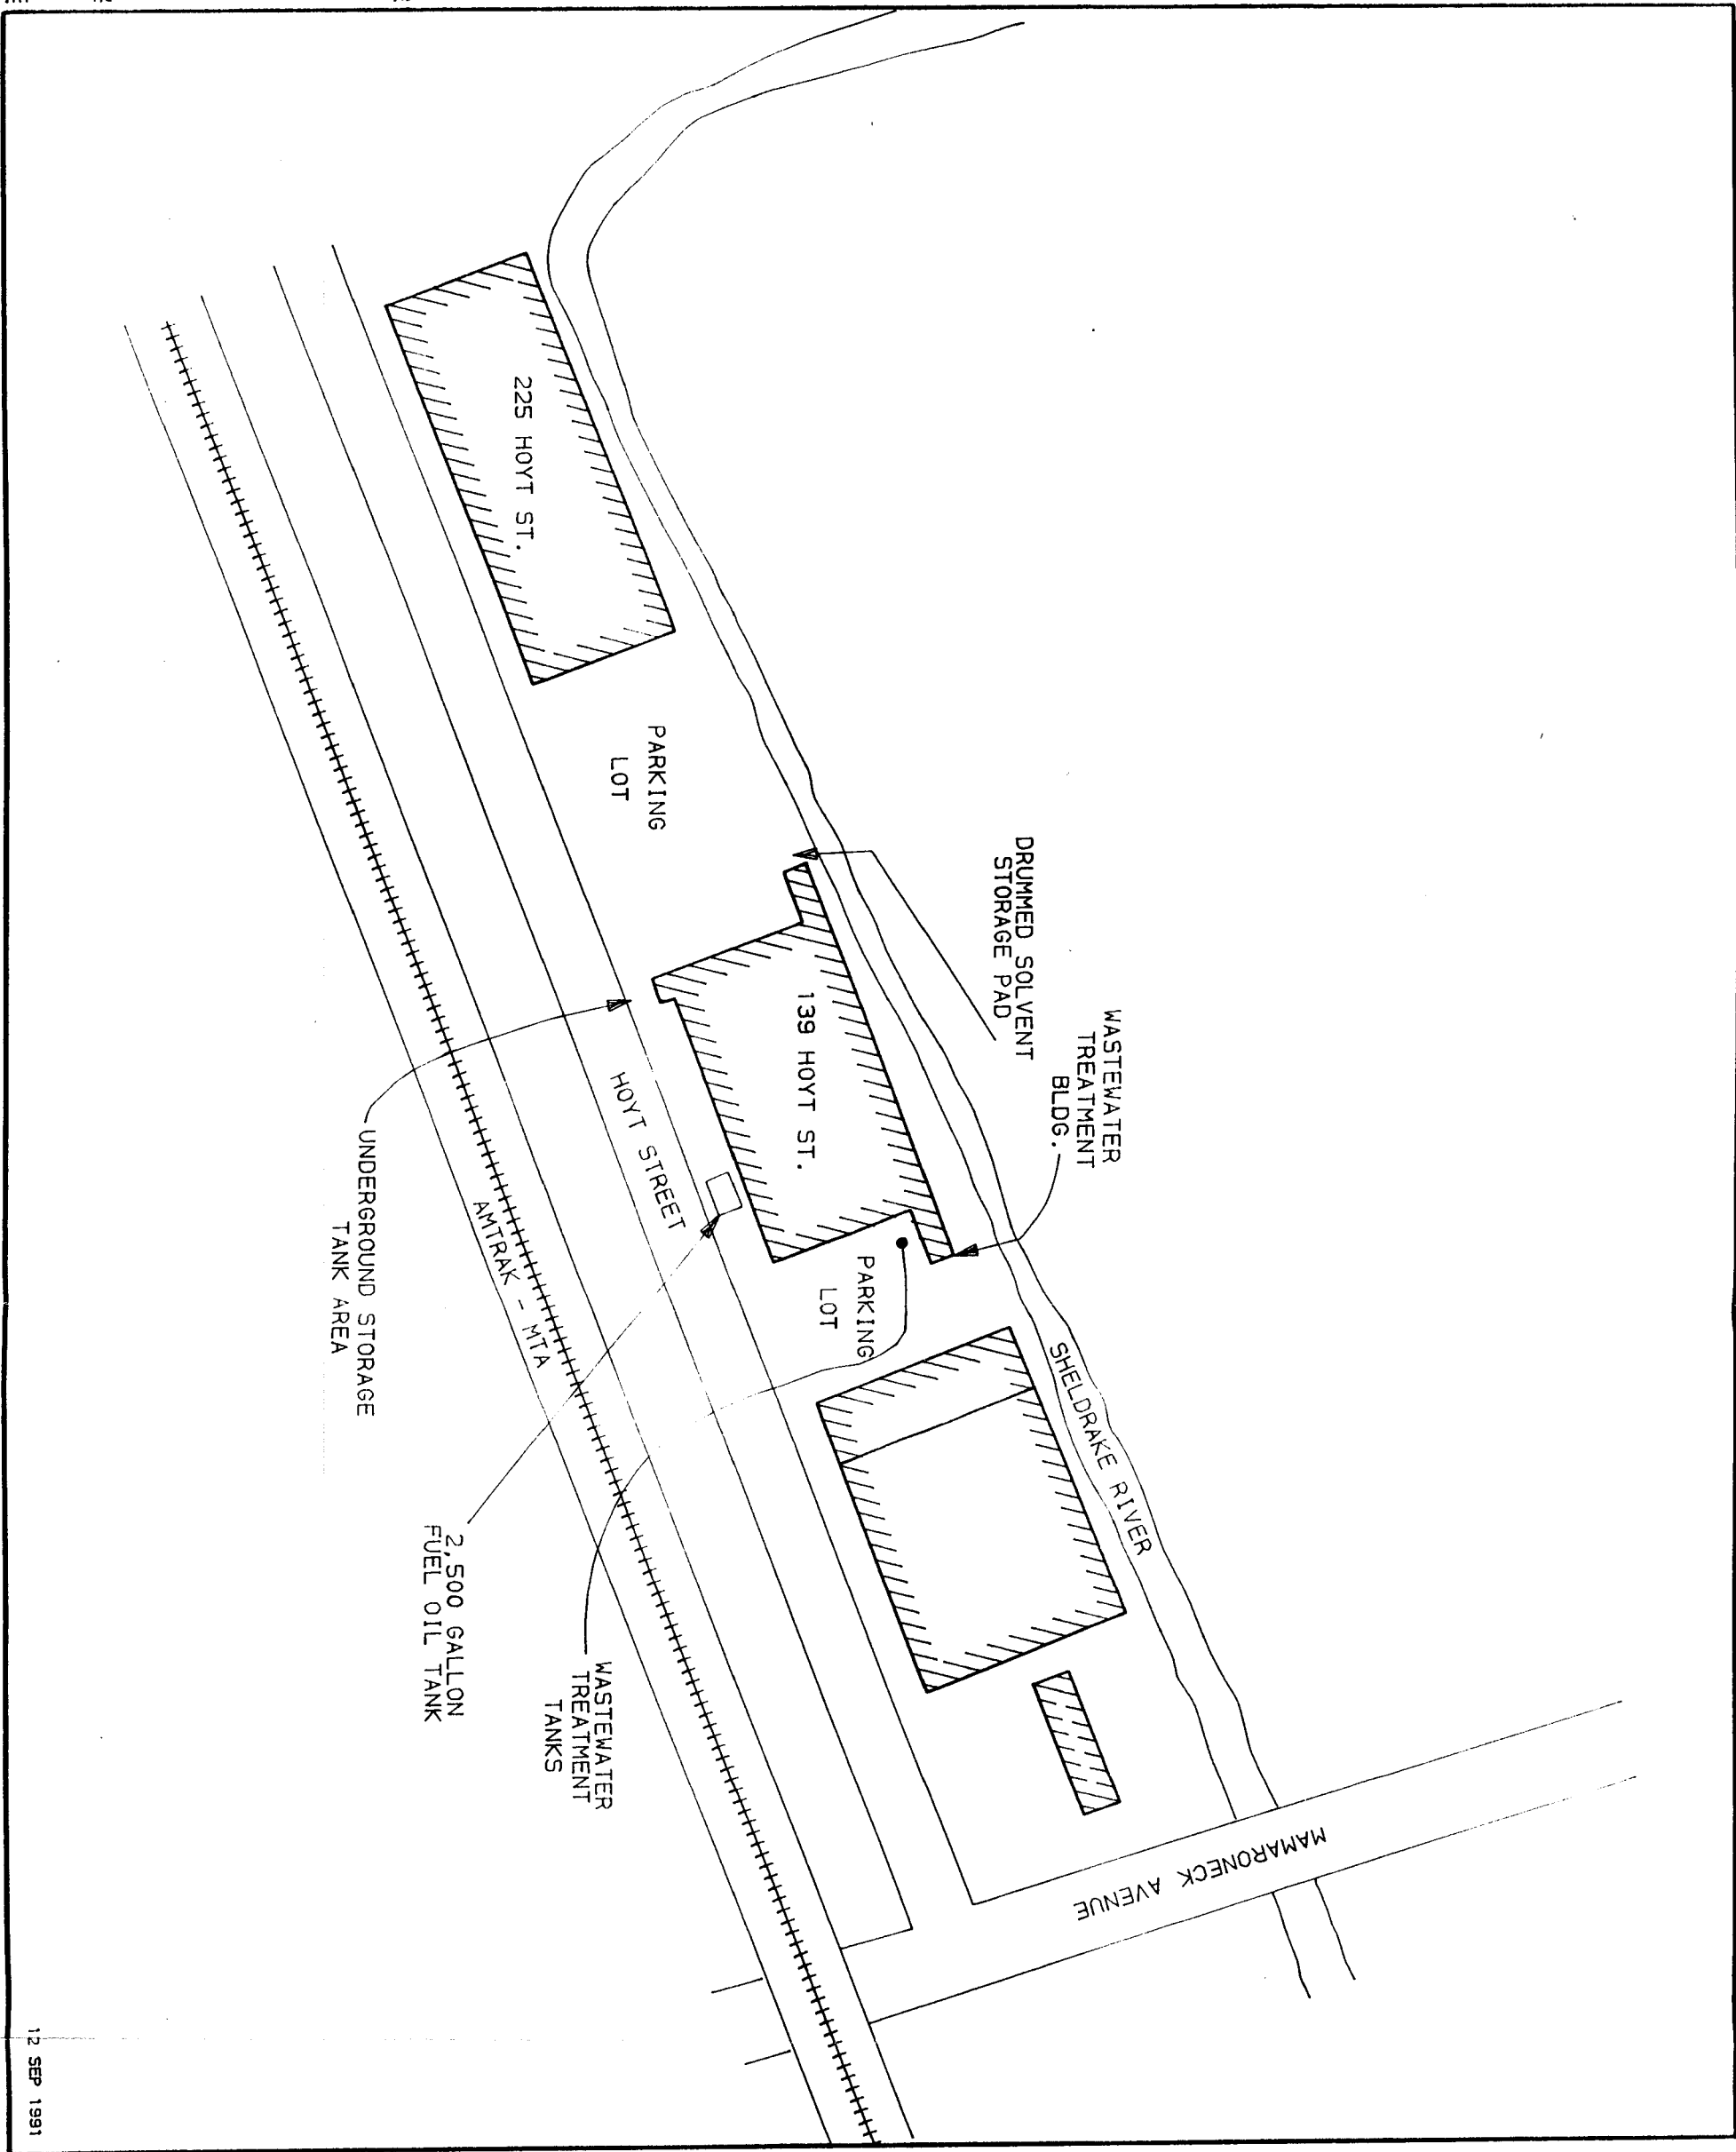 225 HOYT ST.
PARKING
LOT
DRUMMED SOLVENT
STORAGE PAD
WASTEWATER
TREATMENT
BLDG.
139 HOYT ST.
HOYT STREET
PARKING
LOT
SHELDRAKE RIVER
AMTRAK - MTA
UNDERGROUND STORAGE
TANK AREA
2,500 GALLON
FUEL OIL TANK
WASTEWATER
TREATMENT
TANKS
MAMARONECK AVENUE
12 SEP 1991